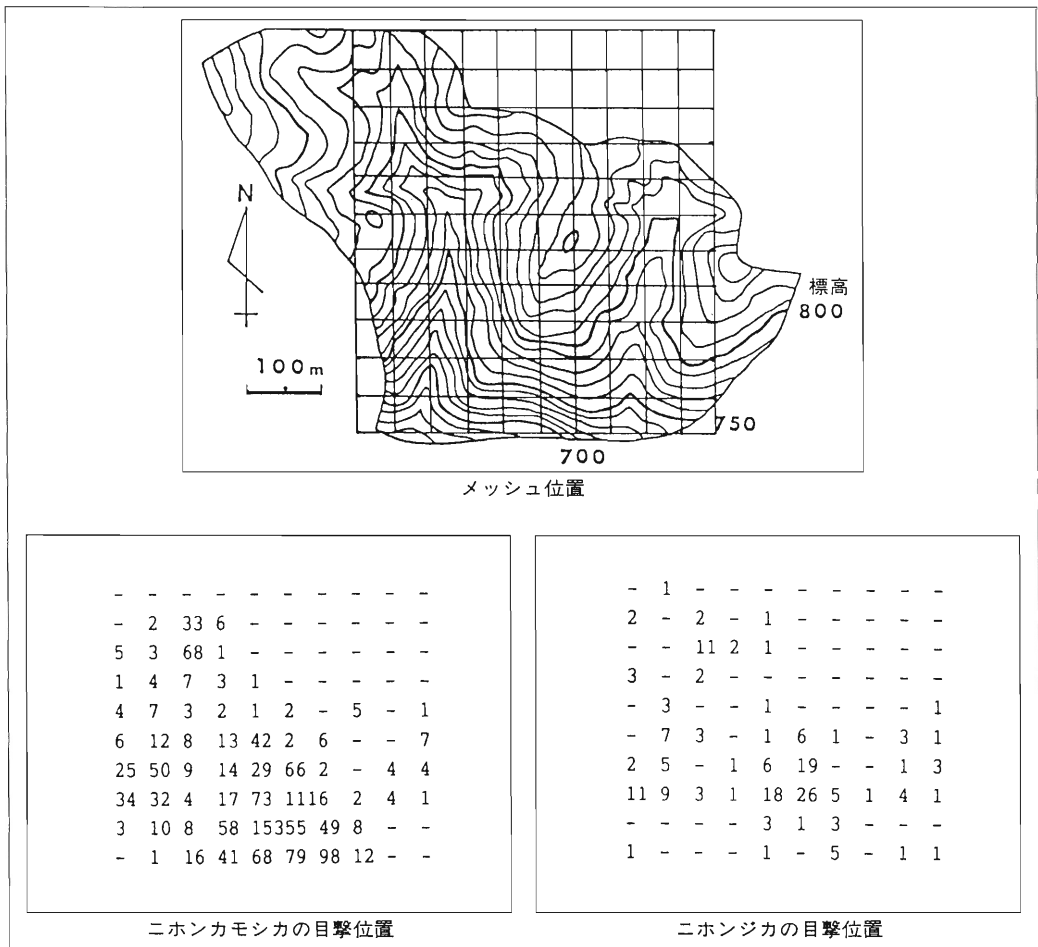 N
標高
800
100m
750
700
メッシュ位置
- - - - - - - - - -
- 2 33 6 - - - - - -
5 3 68 1 - - - - - -
1 4 7 3 1 - - - - -
4 7 3 2 1 2 - 5 - 1
6 12 8 13 42 2 6 - - 7
25 50 9 14 29 66 2 - 4 4
34 32 4 17 73 1116 2 4 1
3 10 8 58 15355 49 8 - -
- 1 16 41 68 79 98 12 - -
ニホンカモシカの目撃位置
- 1 - - - - - - - -
2 - 2 - 1 - - - - -
- - 11 2 1 - - - - -
3 - 2 - - - - - - -
- 3 - - 1 - - - - 1
- 7 3 - 1 6 1 - 3 1
2 5 - 1 6 19 - - 1 3
11 9 3 1 18 26 5 1 4 1
- - - - 3 1 3 - - -
1 - - - 1 - 5 - 1 1
ニホンジカの目撃位置